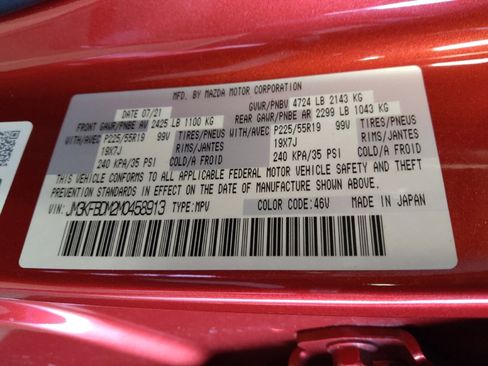 MFD. BY MAZDA MOTOR CORPORATION
DATE 07/21 GVWR/PNBV 4724 LB 2143 KG
FRONT GAWR/PNBE AV 2425 LB 1100 KG REAR GAWR/PNBE AR 2299 LB 1043 KG
WITH/AVEC P225/55R19 99V TIRES/PNEUS WITH/AVEC P225/55R19 99V TIRES/PNEUS
19X7J RIMS/JANTES 19X7J RIMS/JANTES
240 KPA/35 PSI COLD/A FROID 240 KPA/35 PSI COLD/A FROID
THIS VEHICLE CONFORMS TO ALL APPLICABLE FEDERAL MOTOR VEHICLE SAFETY AND THEFT
PREVENTION STANDARDS IN EFFECT ON THE DATE OF MANUFACTURE SHOWN ABOVE.
VIN: JM3KFBDM2M0458913 TYPE: MPV COLOR CODE: 46V MADE IN JAPAN